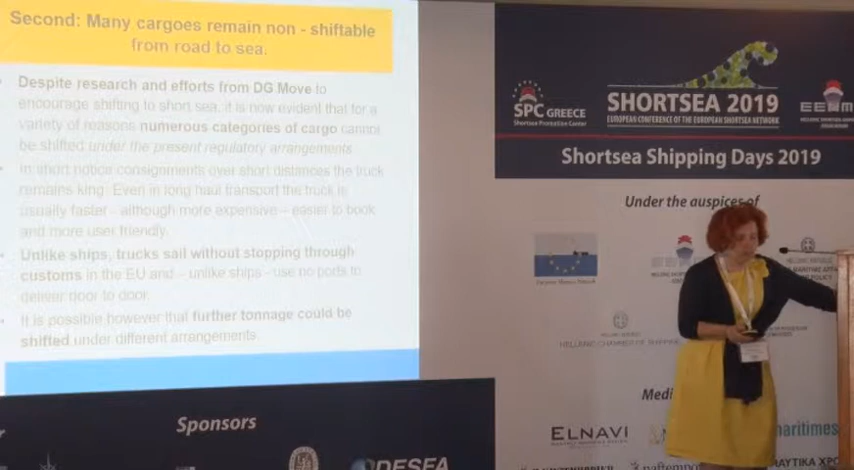 Second: Many cargoes remain non - shiftable
from road to sea.
Despite research and efforts from DG Move to
encourage shifting to short sea, it is now evident that for a
variety of reasons numerous categories of cargo cannot
be shifted under the present regulatory arrangements.
In short notice consignments over short distances the truck
remains king. Even in long haul transport the truck is
usually faster - although more expensive - easier to book
and more user friendly.
Unlike ships, trucks sail without stopping through
customs in the EU and - unlike ships - use no ports to
deliver door to door.
It is possible however that further tonnage could be
shifted under different arrangements.
Sponsors
DESFA
SPC GREECE
Shortsea Promotion Center
SHORTSEA 2019
EUROPEAN CONFERENCE OF THE EUROPEAN SHORTSEA NETWORK
Shortsea Shipping Days 2019
Under the auspices of
HELLENIC CHAMBER OF SHIPPING
Medi
ELNAVI
naftempo
aritimes
ΝΑΥΤΙΚΑ ΧΡΟ